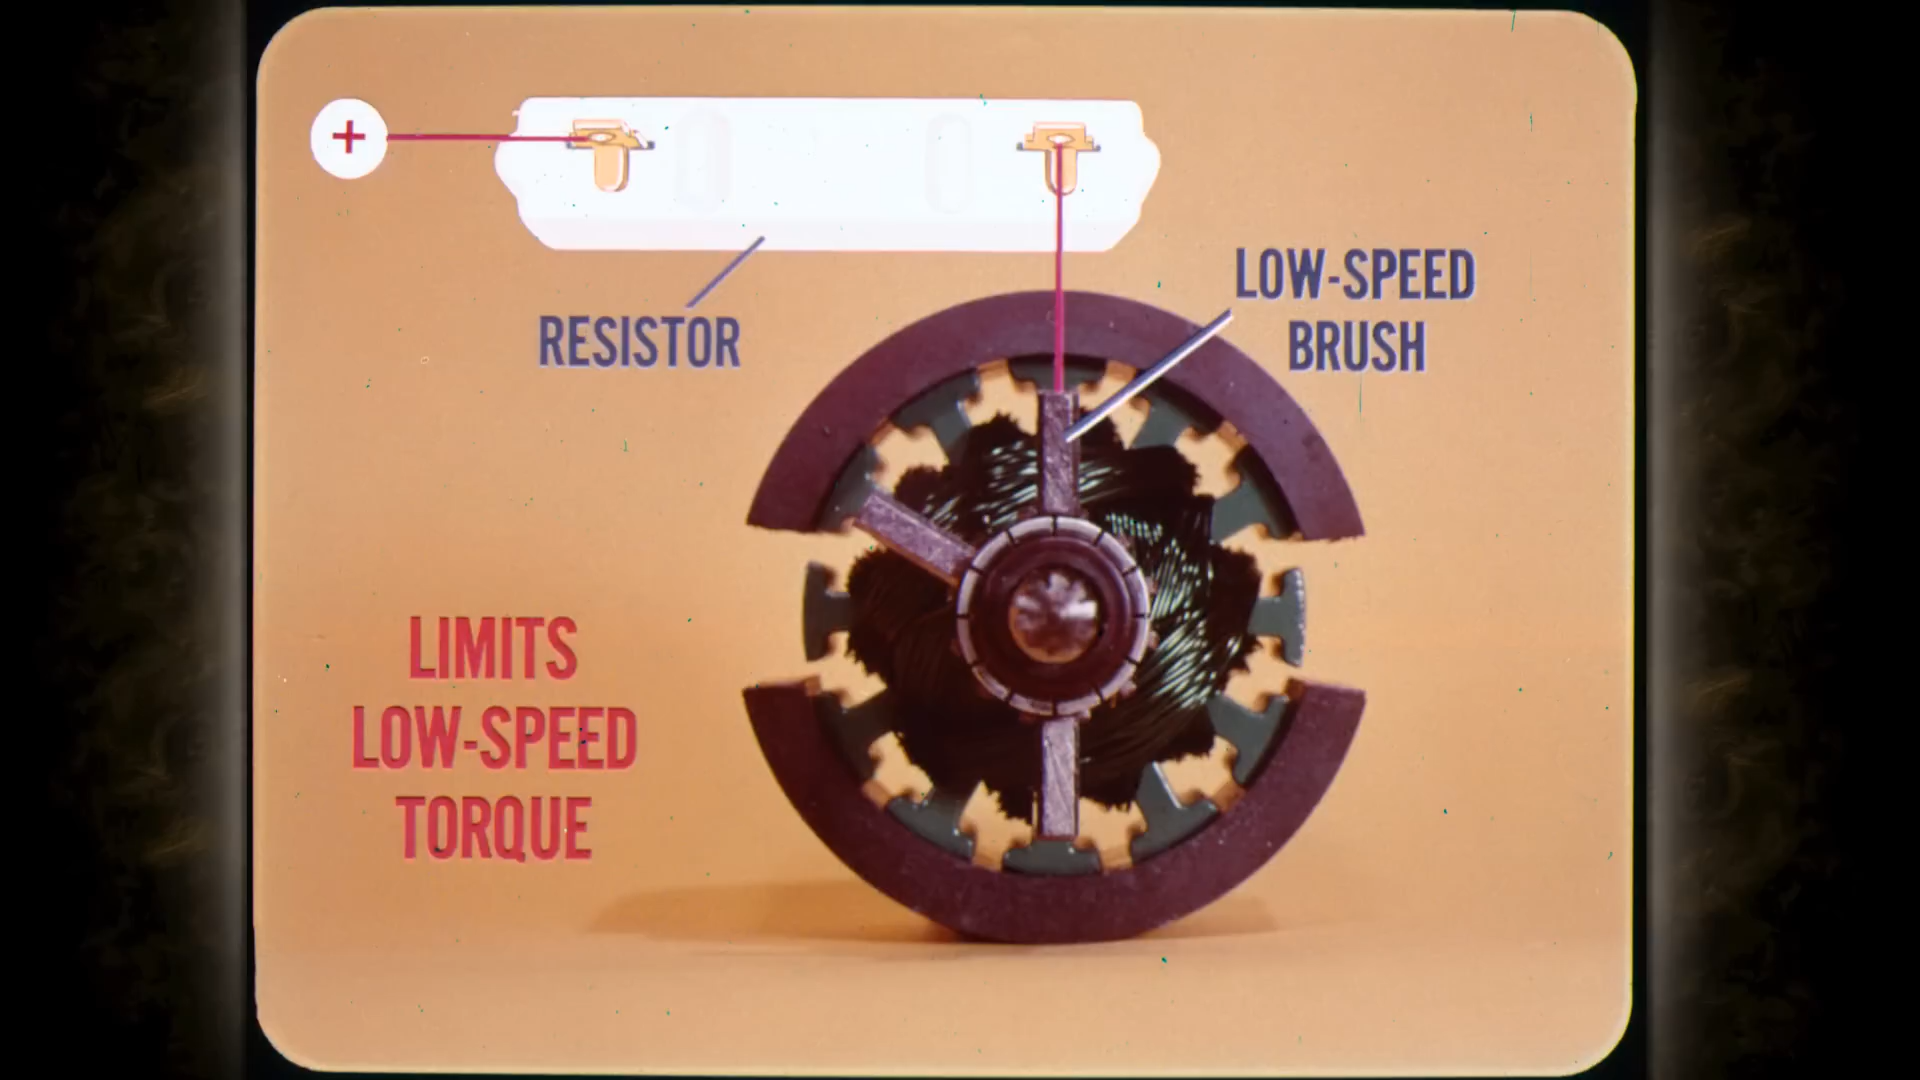 +
RESISTOR
LOW-SPEED
BRUSH
LIMITS
LOW-SPEED
TORQUE